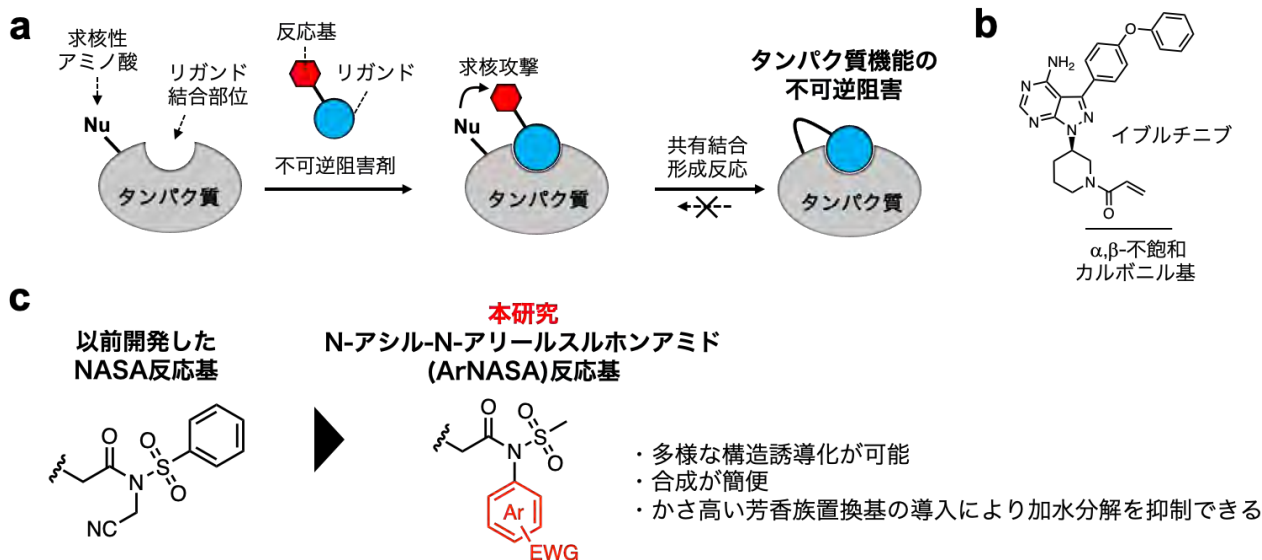 a
求核性
アミノ酸
Nu
リガンド
結合部位
タンパク質
反応基
リガンド
不可逆阻害剤
求核攻撃
Nu
タンパク質
共有結合
形成反応
タンパク質機能の
不可逆阻害
タンパク質
b
O
NH2
N
N
N
N
N
O
イブルチニブ
α,β-不飽和
カルボニル基
c
以前開発した
NASA反応基
O
O
N
S
O
NC
本研究
N-アシル-N-アリールスルホンアミド
(ArNASA)反応基
O
O
N
S
O
Ar
EWG
・多様な構造誘導化が可能
・合成が簡便
・かさ高い芳香族置換基の導入により加水分解を抑制できる